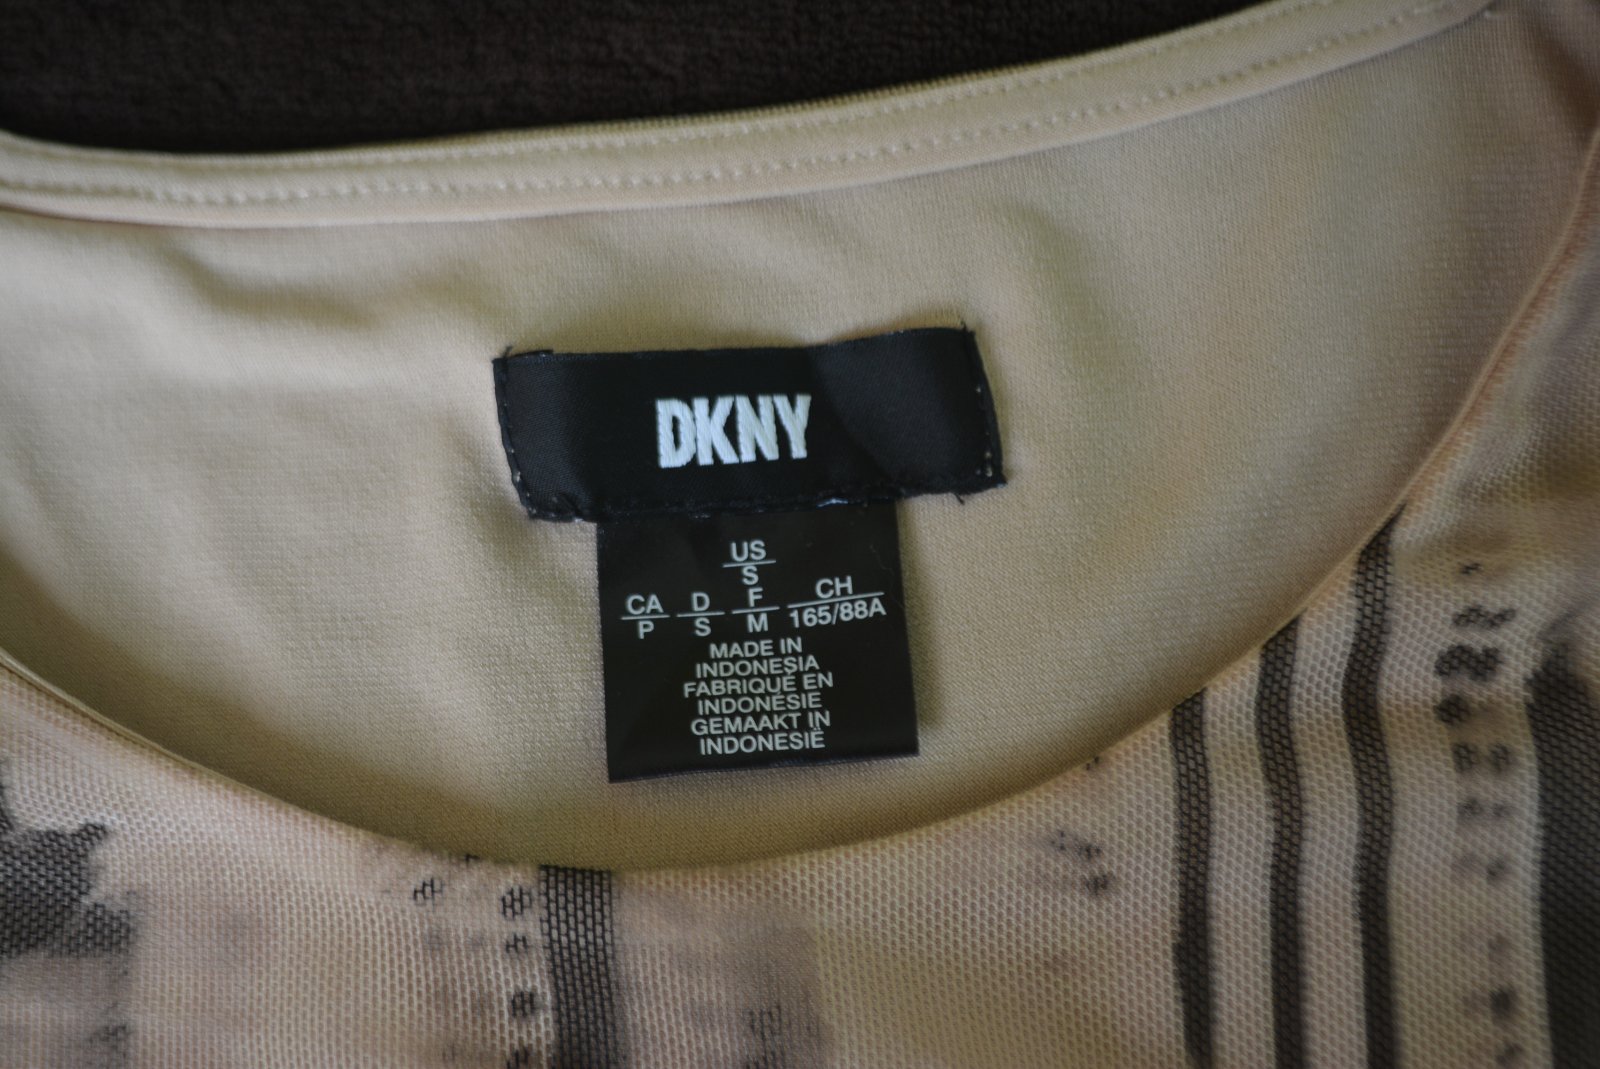 DKNY
US
S
CA D F CH
P S M 165/88A
MADE IN
INDONESIA
FABRIQUÉ EN
INDONÉSIE
GEMAAKT IN
INDONESIË